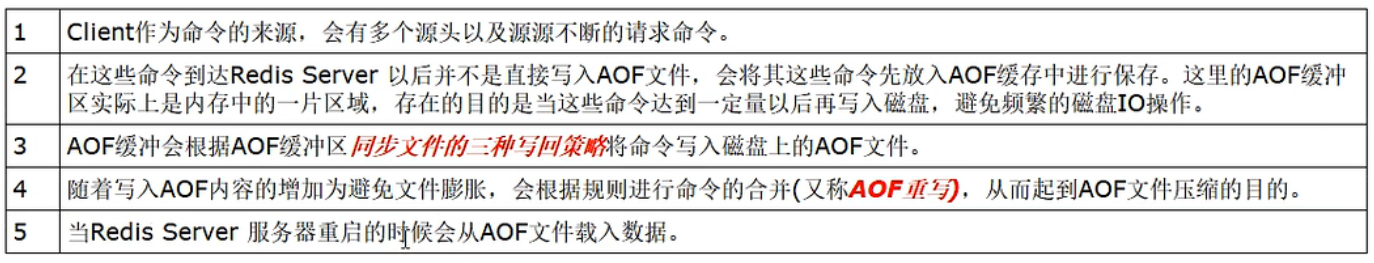 1 Client作为命令的来源，会有多个源头以及源源不断的请求命令。
2 在这些命令到达Redis Server 以后并不是直接写入AOF文件，会将其这些命令先放入AOF缓存中进行保存。这里的AOF缓冲
区实际上是内存中的一片区域，存在的目的是当这些命令达到一定量以后再写入磁盘，避免频繁的磁盘IO操作。
3 AOF缓冲会根据AOF缓冲区同步文件的三种写回策略将命令写入磁盘上的AOF文件。
4 随着写入AOF内容的增加为避免文件膨胀，会根据规则进行命令的合并(又称AOF重写)，从而起到AOF文件压缩的目的。
5 当Redis Server 服务器重启的时候会从AOF文件载入数据。